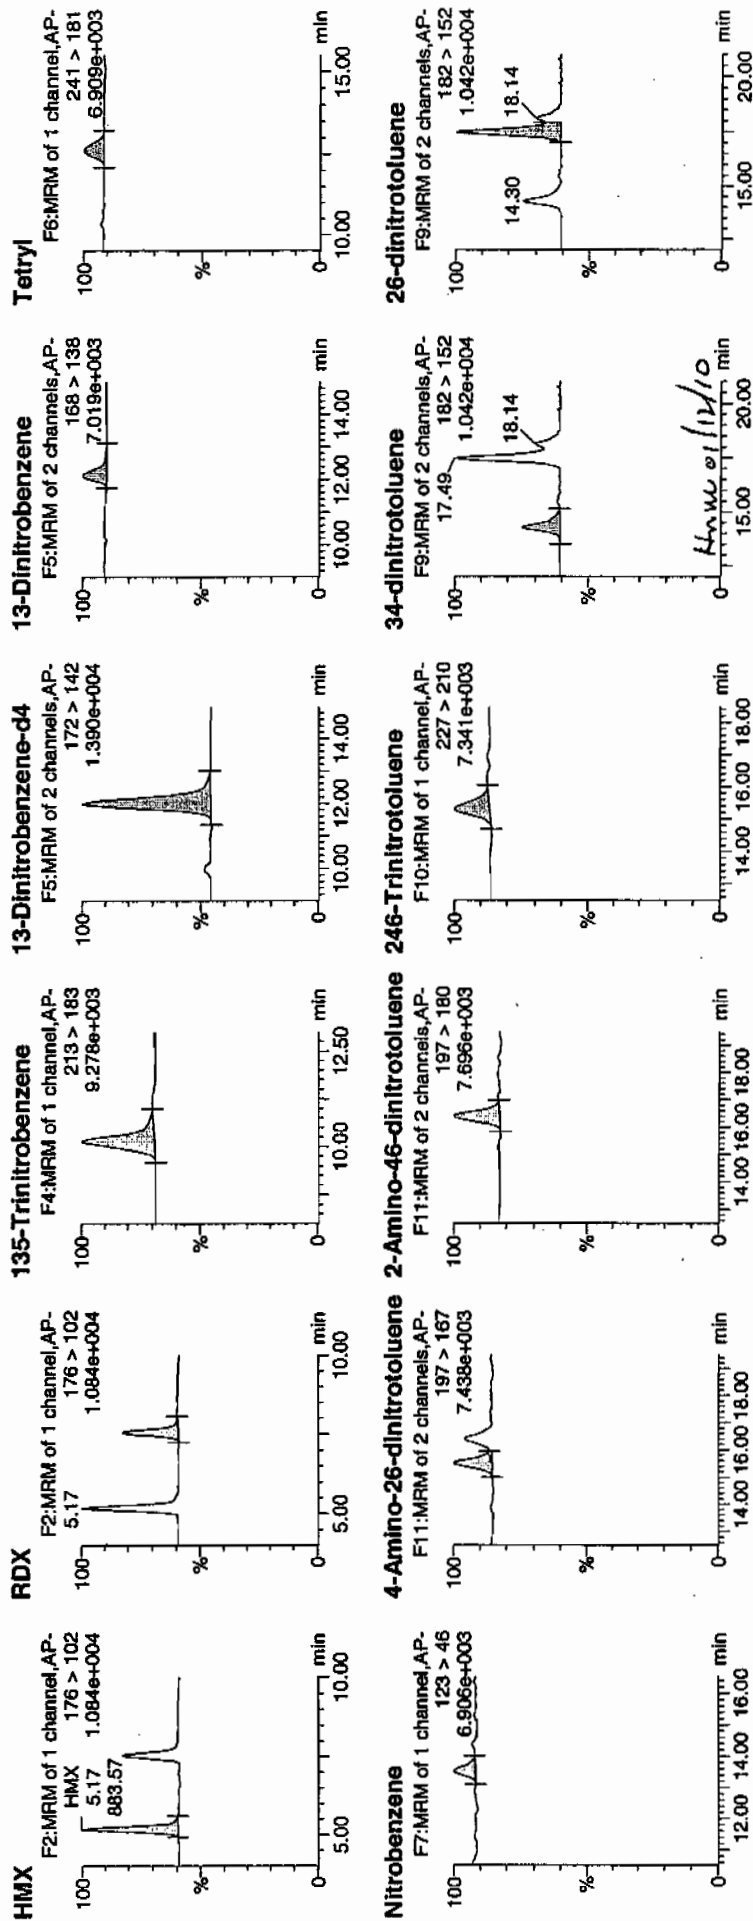 HMX
F2:MRM of 1 channel,AP-
HMX 176 > 102
5.17 1.084e+004
883.57
100
%
0
5.00 10.00 min
RDX
F2:MRM of 1 channel,AP-
5.17 176 > 102
1.084e+004
100
%
0
5.00 10.00 min
135-Trinitrobenzene
F4:MRM of 1 channel,AP-
213 > 183
9.278e+003
100
%
0
10.00 12.50 min
13-Dinitrobenzene-d4
F5:MRM of 2 channels,AP-
172 > 142
1.390e+004
100
%
0
10.00 12.00 14.00 min
13-Dinitrobenzene
F5:MRM of 2 channels,AP-
168 > 138
7.019e+003
100
%
0
10.00 12.00 14.00 min
Tetryl
F6:MRM of 1 channel,AP-
241 > 181
6.909e+003
100
%
0
10.00 15.00 min
Nitrobenzene
F7:MRM of 1 channel,AP-
123 > 46
6.906e+003
100
%
0
12.00 14.00 16.00 min
4-Amino-26-dinitrotoluene
F11:MRM of 2 channels,AP-
197 > 167
7.438e+003
100
%
0
14.00 16.00 18.00 min
2-Amino-46-dinitrotoluene
F11:MRM of 2 channels,AP-
197 > 180
7.696e+003
100
%
0
14.00 16.00 18.00 min
246-Trinitrotoluene
F10:MRM of 1 channel,AP-
227 > 210
7.341e+003
100
%
0
14.00 16.00 18.00 min
34-dinitrotoluene
F9:MRM of 2 channels,AP-
17.49 182 > 152
1.042e+004
18.14
100
%
0
15.00 20.00 min
01/12/10
26-dinitrotoluene
F9:MRM of 2 channels,AP-
182 > 152
1.042e+004
14.30 18.14
100
%
0
15.00 20.00 min